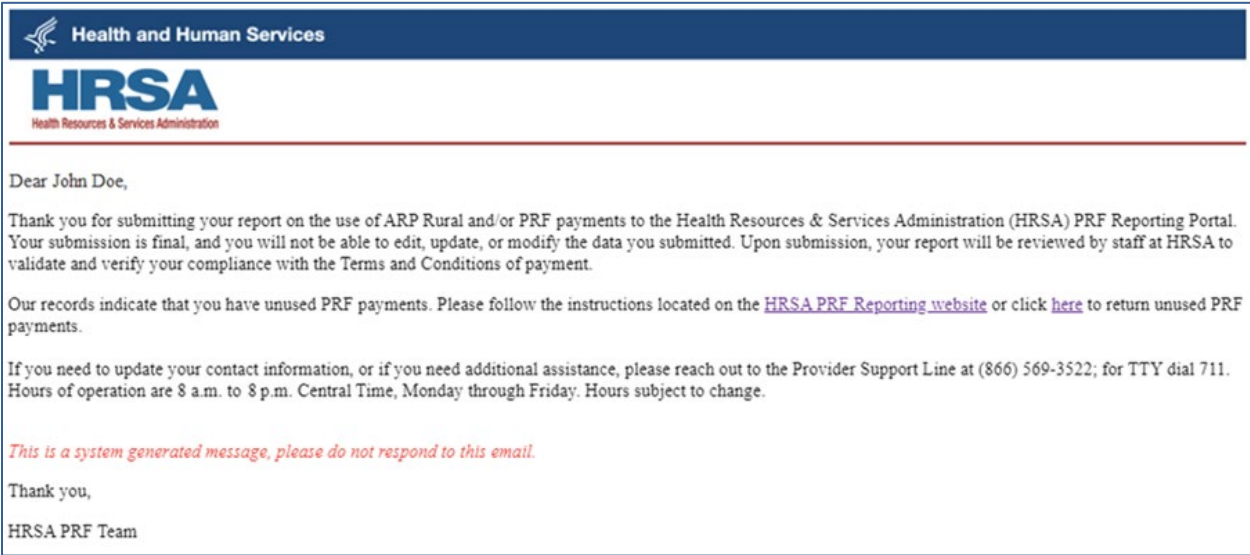 Health and Human Services
HRSA
Health Resources & Services Administration
Dear John Doe,
Thank you for submitting your report on the use of ARP Rural and/or PRF payments to the Health Resources & Services Administration (HRSA) PRF Reporting Portal.
Your submission is final, and you will not be able to edit, update, or modify the data you submitted. Upon submission, your report will be reviewed by staff at HRSA to
validate and verify your compliance with the Terms and Conditions of payment.
Our records indicate that you have unused PRF payments. Please follow the instructions located on the HRSA PRF Reporting website or click here to return unused PRF
payments.
If you need to update your contact information, or if you need additional assistance, please reach out to the Provider Support Line at (866) 569-3522; for TTY dial 711.
Hours of operation are 8 a.m. to 8 p.m. Central Time, Monday through Friday. Hours subject to change.
This is a system generated message, please do not respond to this email.
Thank you,
HRSA PRF Team